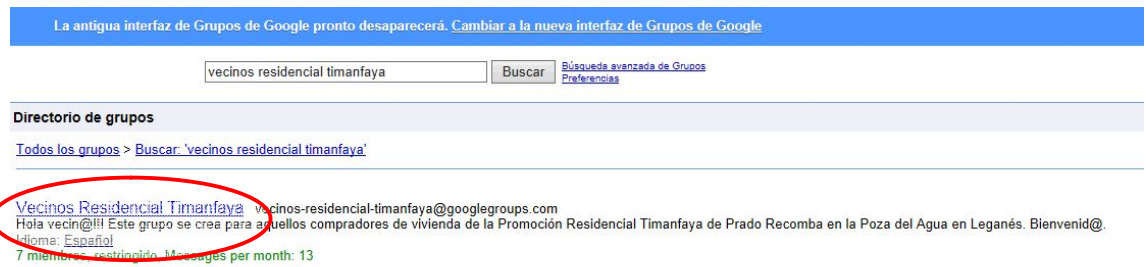 La antigua interfaz de Grupos de Google pronto desaparecerá. Cambiar a la nueva interfaz de Grupos de Google
vecinos residencial timanfaya Buscar Búsqueda avanzada de Grupos
Preferencias
Directorio de grupos
Todos los grupos > Buscar: 'vecinos residencial timanfaya'
Vecinos Residencial Timanfaya vecinos-residencial-timanfaya@googlegroups.com
Hola vecin@!!! Este grupo se crea para aquellos compradores de vivienda de la Promoción Residencial Timanfaya de Prado Recomba en la Poza del Agua en Leganés. Bienvenid@.
Idioma: Español
7 miembros, restringido, Messages per month: 13